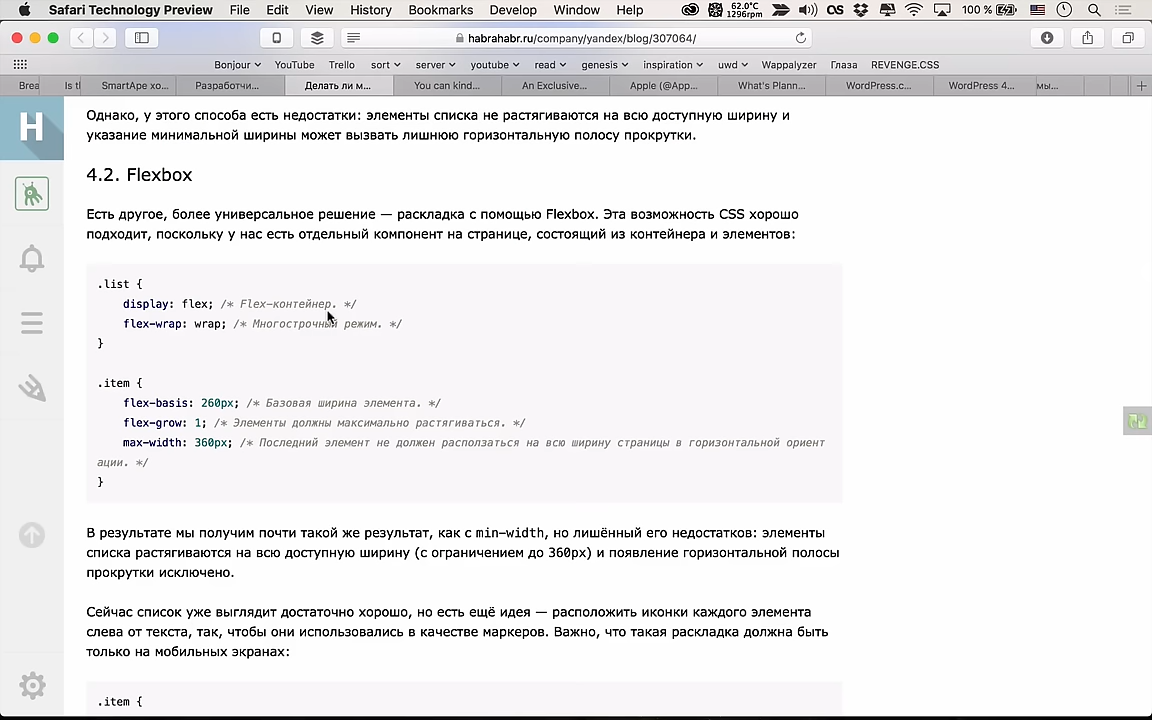 Safari Technology Preview File Edit View History Bookmarks Develop Window Help 62.0°C 1296rpm 100 %
habrahabr.ru/company/yandex/blog/307064/
Bonjour YouTube Trello sort server youtube read genesis inspiration uwd Wappalyzer Глаза REVENGE.CSS
Brea Is tl SmartApe хо... Разработчи... Делать ли м... You can kind... An Exclusive... Apple (@App... What's Plann... WordPress.c... WordPress 4... мы...
H
Однако, у этого способа есть недостатки: элементы списка не растягиваются на всю доступную ширину и
указание минимальной ширины может вызвать лишнюю горизонтальную полосу прокрутки.
4.2. Flexbox
Есть другое, более универсальное решение — раскладка с помощью Flexbox. Эта возможность CSS хорошо
подходит, поскольку у нас есть отдельный компонент на странице, состоящий из контейнера и элементов:
.list {
display: flex; /* Flex-контейнер. */
flex-wrap: wrap; /* Многострочный режим. */
}
.item {
flex-basis: 260px; /* Базовая ширина элемента. */
flex-grow: 1; /* Элементы должны максимально растягиваться. */
max-width: 360px; /* Последний элемент не должен расползаться на всю ширину страницы в горизонтальной ориент
ации. */
}
В результате мы получим почти такой же результат, как с min-width, но лишённый его недостатков: элементы
списка растягиваются на всю доступную ширину (с ограничением до 360px) и появление горизонтальной полосы
прокрутки исключено.
Сейчас список уже выглядит достаточно хорошо, но есть ещё идея — расположить иконки каждого элемента
слева от текста, так, чтобы они использовались в качестве маркеров. Важно, что такая раскладка должна быть
только на мобильных экранах:
.item {